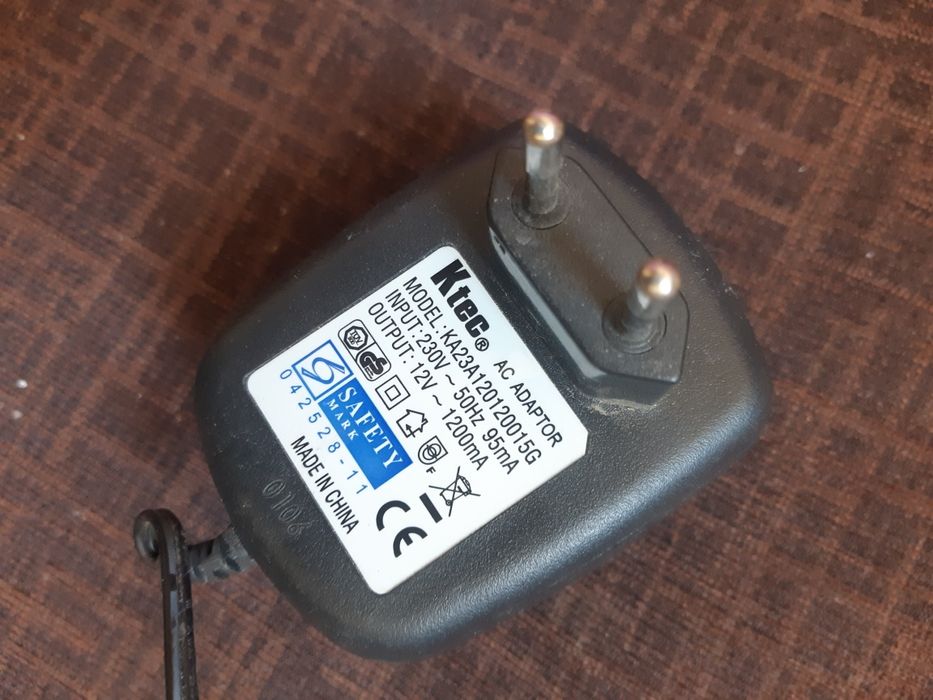 Ktec® AC ADAPTOR
MODEL:KA23A120120015G
INPUT:230V ~ 50Hz 95mA
OUTPUT:12V ~ 1200mA
GS
SAFETY
MARK
F
042528-11
MADE IN CHINA
CE
0106